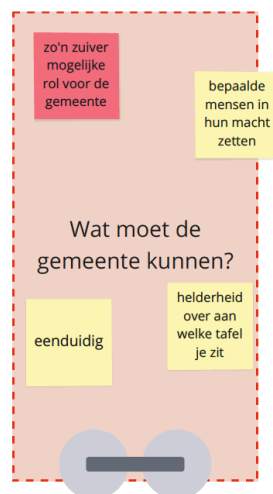 zo'n zuiver
mogelijke
rol voor de
gemeente
bepaalde
mensen in
hun macht
zetten
Wat moet de
gemeente kunnen?
eenduidig
helderheid
over aan
welke tafel
je zit